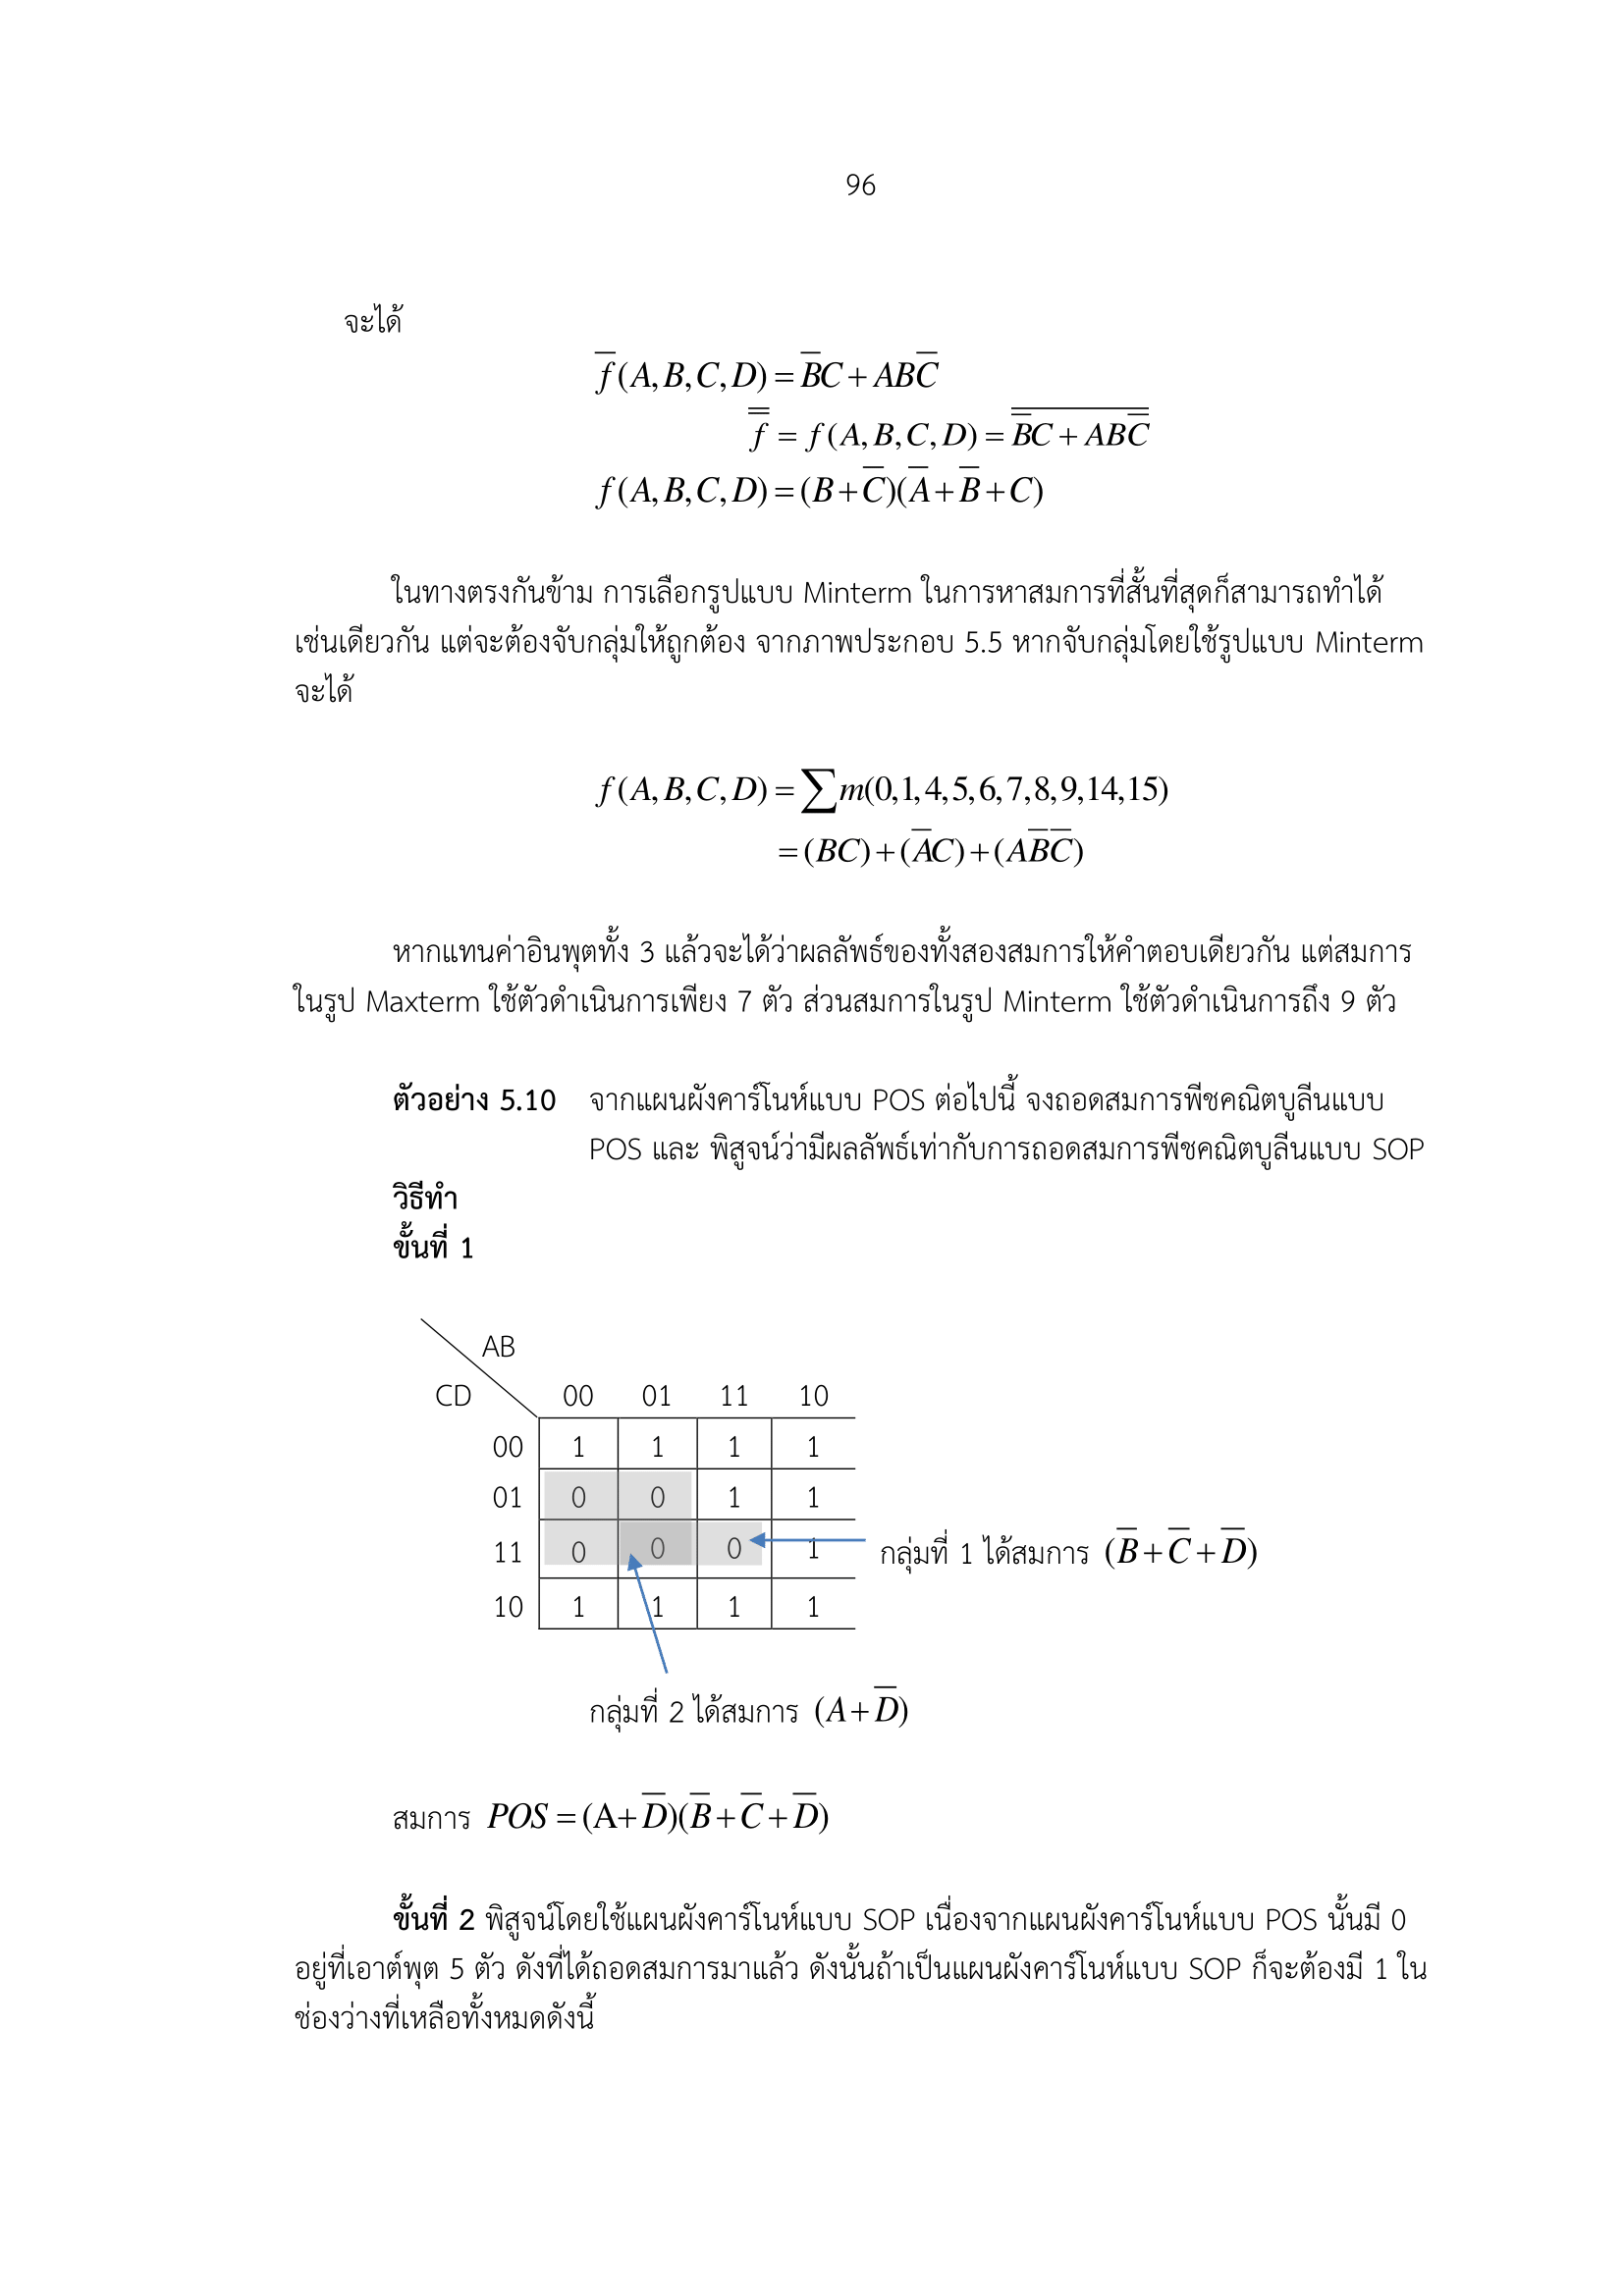 96
จะได้
f̅(A,B,C,D) = B̅C + ABC̅
f̿ = f(A,B,C,D) = \overline{\overline{B}C + AB\overline{C}}
f(A,B,C,D) = (B + C̅)(A̅ + B̅ + C)
ในทางตรงกันข้าม การเลือกรูปแบบ Minterm ในการหาสมการที่สั้นที่สุดก็สามารถทำได้
เช่นเดียวกัน แต่จะต้องจับกลุ่มให้ถูกต้อง จากภาพประกอบ 5.5 หากจับกลุ่มโดยใช้รูปแบบ Minterm
จะได้
f(A,B,C,D) = ∑m(0,1,4,5,6,7,8,9,14,15)
= (BC) + (A̅C) + (AB̅C̅)
หากแทนค่าอินพุตทั้ง 3 แล้วจะได้ว่าผลลัพธ์ของทั้งสองสมการให้คำตอบเดียวกัน แต่สมการ
ในรูป Maxterm ใช้ตัวดำเนินการเพียง 7 ตัว ส่วนสมการในรูป Minterm ใช้ตัวดำเนินการถึง 9 ตัว
ตัวอย่าง 5.10 จากแผนผังคาร์โนห์แบบ POS ต่อไปนี้ จงถอดสมการพีชคณิตบูลีนแบบ
POS และ พิสูจน์ว่ามีผลลัพธ์เท่ากับการถอดสมการพีชคณิตบูลีนแบบ SOP
วิธีทำ
ขั้นที่ 1
AB
CD 00 01 11 10
00 1 1 1 1
01 0 0 1 1
11 0 0 0 1 กลุ่มที่ 1 ได้สมการ (B̅ + C̅ + D̅)
10 1 1 1 1
กลุ่มที่ 2 ได้สมการ (A + D̅)
สมการ POS = (A + D̅)(B̅ + C̅ + D̅)
ขั้นที่ 2 พิสูจน์โดยใช้แผนผังคาร์โนห์แบบ SOP เนื่องจากแผนผังคาร์โนห์แบบ POS นั้นมี 0
อยู่ที่เอาต์พุต 5 ตัว ดังที่ได้ถอดสมการมาแล้ว ดังนั้นถ้าเป็นแผนผังคาร์โนห์แบบ SOP ก็จะต้องมี 1 ใน
ช่องว่างที่เหลือทั้งหมดดังนี้